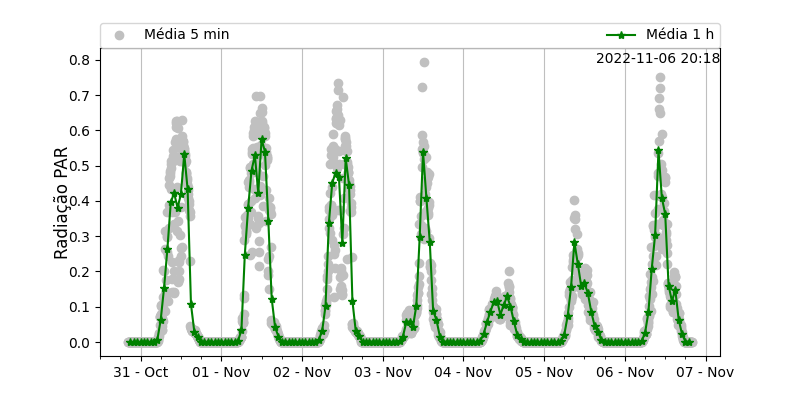 Média 5 min
Média 1 h
2022-11-06 20:18
Radiação PAR
0.8
0.7
0.6
0.5
0.4
0.3
0.2
0.1
0.0
31 - Oct
01 - Nov
02 - Nov
03 - Nov
04 - Nov
05 - Nov
06 - Nov
07 - Nov